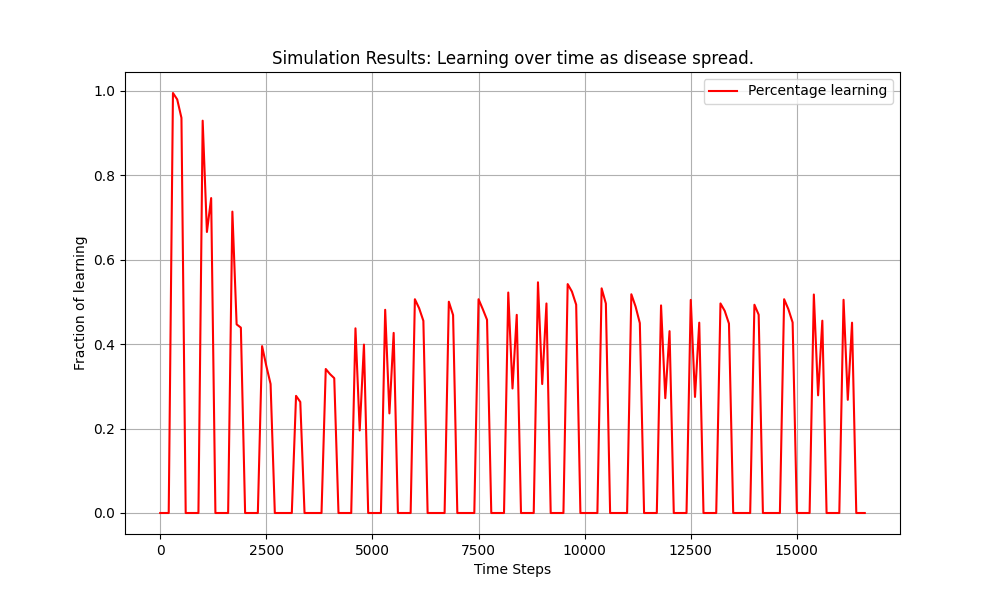 Simulation Results: Learning over time as disease spread.
Percentage learning
1.0
0.8
0.6
0.4
0.2
0.0
Fraction of learning
0 2500 5000 7500 10000 12500 15000
Time Steps